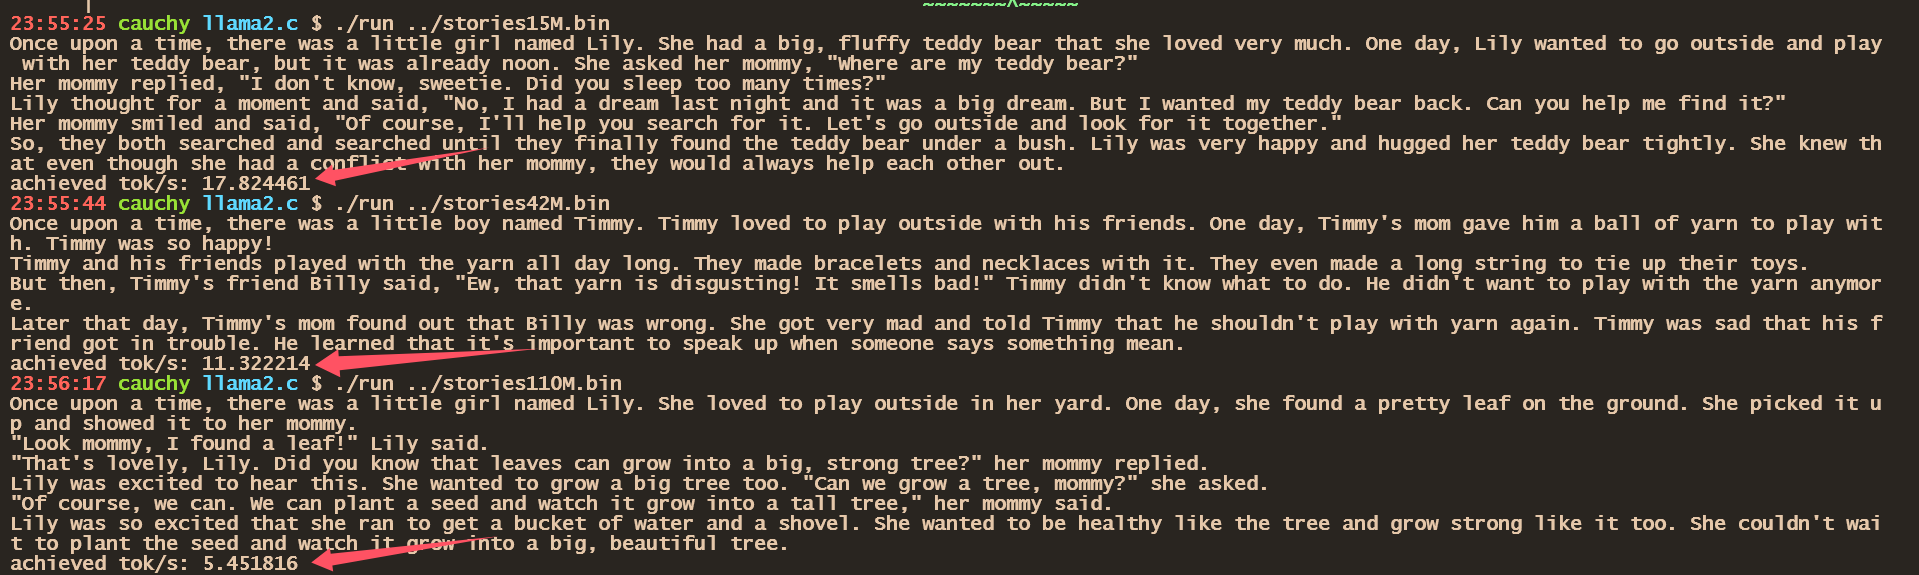 23:55:25 cauchy llama2.c $ ./run ../stories15M.bin
Once upon a time, there was a little girl named Lily. She had a big, fluffy teddy bear that she loved very much. One day, Lily wanted to go outside and play
with her teddy bear, but it was already noon. She asked her mommy, "Where are my teddy bear?"
Her mommy replied, "I don't know, sweetie. Did you sleep too many times?"
Lily thought for a moment and said, "No, I had a dream last night and it was a big dream. But I wanted my teddy bear back. Can you help me find it?"
Her mommy smiled and said, "Of course, I'll help you search for it. Let's go outside and look for it together."
So, they both searched and searched until they finally found the teddy bear under a bush. Lily was very happy and hugged her teddy bear tightly. She knew th
at even though she had a conflict with her mommy, they would always help each other out.
achieved tok/s: 17.824461
23:55:44 cauchy llama2.c $ ./run ../stories42M.bin
Once upon a time, there was a little boy named Timmy. Timmy loved to play outside with his friends. One day, Timmy's mom gave him a ball of yarn to play wit
h. Timmy was so happy!
Timmy and his friends played with the yarn all day long. They made bracelets and necklaces with it. They even made a long string to tie up their toys.
But then, Timmy's friend Billy said, "Ew, that yarn is disgusting! It smells bad!" Timmy didn't know what to do. He didn't want to play with the yarn anymor
e.
Later that day, Timmy's mom found out that Billy was wrong. She got very mad and told Timmy that he shouldn't play with yarn again. Timmy was sad that his f
riend got in trouble. He learned that it's important to speak up when someone says something mean.
achieved tok/s: 11.322214
23:56:17 cauchy llama2.c $ ./run ../stories110M.bin
Once upon a time, there was a little girl named Lily. She loved to play outside in her yard. One day, she found a pretty leaf on the ground. She picked it u
p and showed it to her mommy.
"Look mommy, I found a leaf!" Lily said.
"That's lovely, Lily. Did you know that leaves can grow into a big, strong tree?" her mommy replied.
Lily was excited to hear this. She wanted to grow a big tree too. "Can we grow a tree, mommy?" she asked.
"Of course, we can. We can plant a seed and watch it grow into a tall tree," her mommy said.
Lily was so excited that she ran to get a bucket of water and a shovel. She wanted to be healthy like the tree and grow strong like it too. She couldn't wai
t to plant the seed and watch it grow into a big, beautiful tree.
achieved tok/s: 5.451816